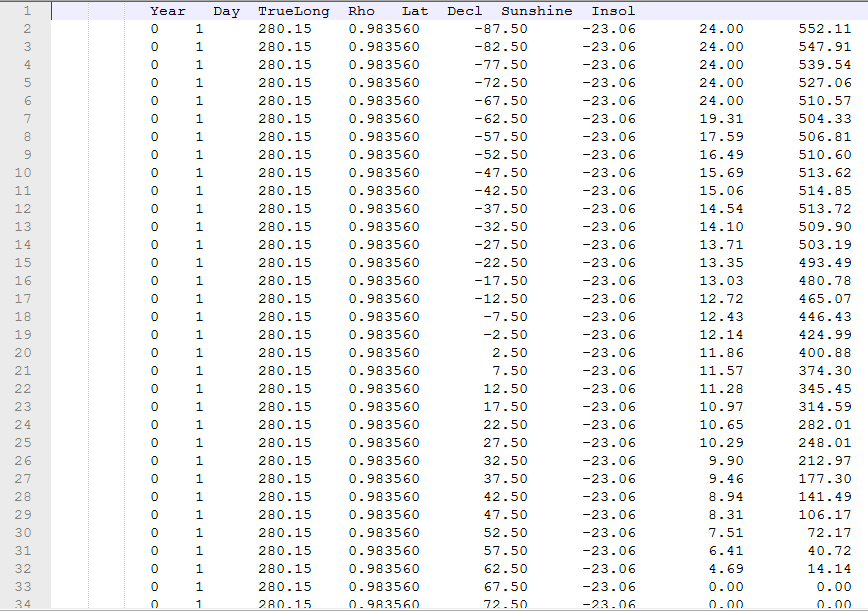 1 Year Day TrueLong Rho Lat Decl Sunshine Insol
2 0 1 280.15 0.983560 -87.50 -23.06 24.00 552.11
3 0 1 280.15 0.983560 -82.50 -23.06 24.00 547.91
4 0 1 280.15 0.983560 -77.50 -23.06 24.00 539.54
5 0 1 280.15 0.983560 -72.50 -23.06 24.00 527.06
6 0 1 280.15 0.983560 -67.50 -23.06 24.00 510.57
7 0 1 280.15 0.983560 -62.50 -23.06 19.31 504.33
8 0 1 280.15 0.983560 -57.50 -23.06 17.59 506.81
9 0 1 280.15 0.983560 -52.50 -23.06 16.49 510.60
10 0 1 280.15 0.983560 -47.50 -23.06 15.69 513.62
11 0 1 280.15 0.983560 -42.50 -23.06 15.06 514.85
12 0 1 280.15 0.983560 -37.50 -23.06 14.54 513.72
13 0 1 280.15 0.983560 -32.50 -23.06 14.10 509.90
14 0 1 280.15 0.983560 -27.50 -23.06 13.71 503.19
15 0 1 280.15 0.983560 -22.50 -23.06 13.35 493.49
16 0 1 280.15 0.983560 -17.50 -23.06 13.03 480.78
17 0 1 280.15 0.983560 -12.50 -23.06 12.72 465.07
18 0 1 280.15 0.983560 -7.50 -23.06 12.43 446.43
19 0 1 280.15 0.983560 -2.50 -23.06 12.14 424.99
20 0 1 280.15 0.983560 2.50 -23.06 11.86 400.88
21 0 1 280.15 0.983560 7.50 -23.06 11.57 374.30
22 0 1 280.15 0.983560 12.50 -23.06 11.28 345.45
23 0 1 280.15 0.983560 17.50 -23.06 10.97 314.59
24 0 1 280.15 0.983560 22.50 -23.06 10.65 282.01
25 0 1 280.15 0.983560 27.50 -23.06 10.29 248.01
26 0 1 280.15 0.983560 32.50 -23.06 9.90 212.97
27 0 1 280.15 0.983560 37.50 -23.06 9.46 177.30
28 0 1 280.15 0.983560 42.50 -23.06 8.94 141.49
29 0 1 280.15 0.983560 47.50 -23.06 8.31 106.17
30 0 1 280.15 0.983560 52.50 -23.06 7.51 72.17
31 0 1 280.15 0.983560 57.50 -23.06 6.41 40.72
32 0 1 280.15 0.983560 62.50 -23.06 4.69 14.14
33 0 1 280.15 0.983560 67.50 -23.06 0.00 0.00
34 0 1 280.15 0.983560 72.50 -23.06 0.00 0.00